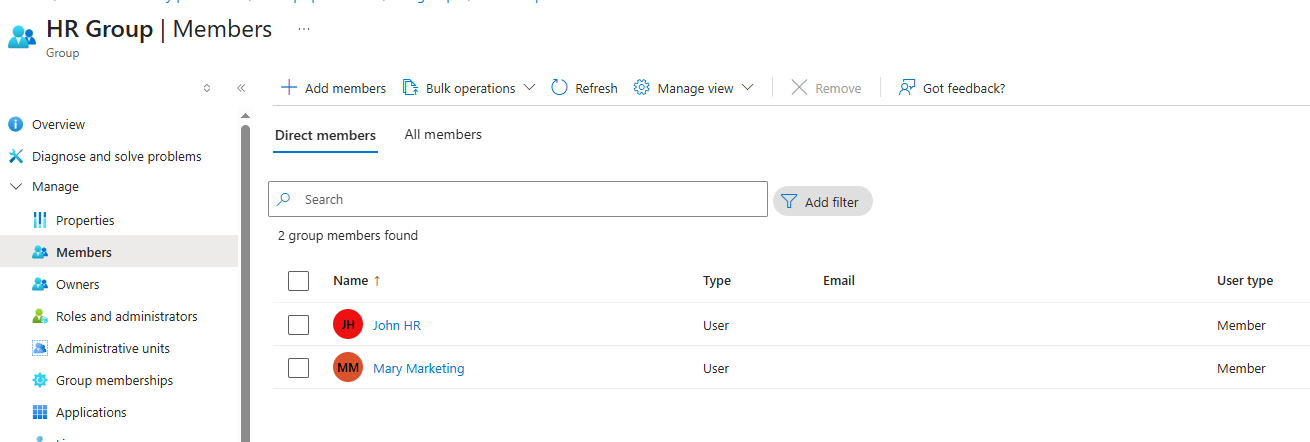 HR Group | Members ...
Group
Add members Bulk operations Refresh Manage view Remove Got feedback?
Overview
Diagnose and solve problems
Manage
Properties
Members
Owners
Roles and administrators
Administrative units
Group memberships
Applications
Direct members All members
Search Add filter
2 group members found
Name ↑ Type Email User type
JH John HR User Member
MM Mary Marketing User Member